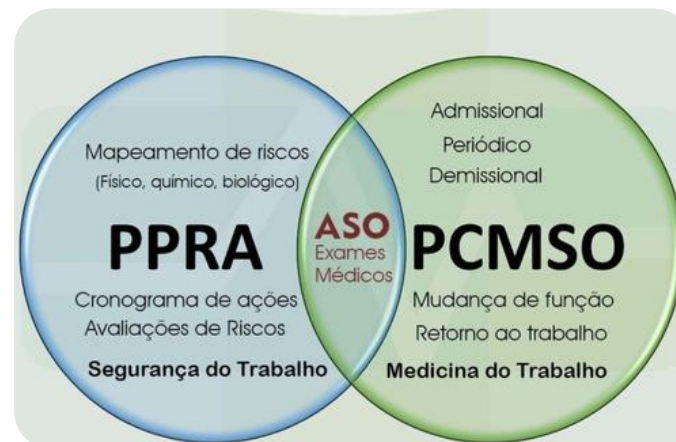 Mapeamento de riscos
(Físico, químico, biológico)
PPRA
Cronograma de ações
Avaliações de Riscos
Segurança do Trabalho
ASO
Exames
Médicos
Admissional
Periódico
Demissional
PCMSO
Mudança de função
Retorno ao trabalho
Medicina do Trabalho